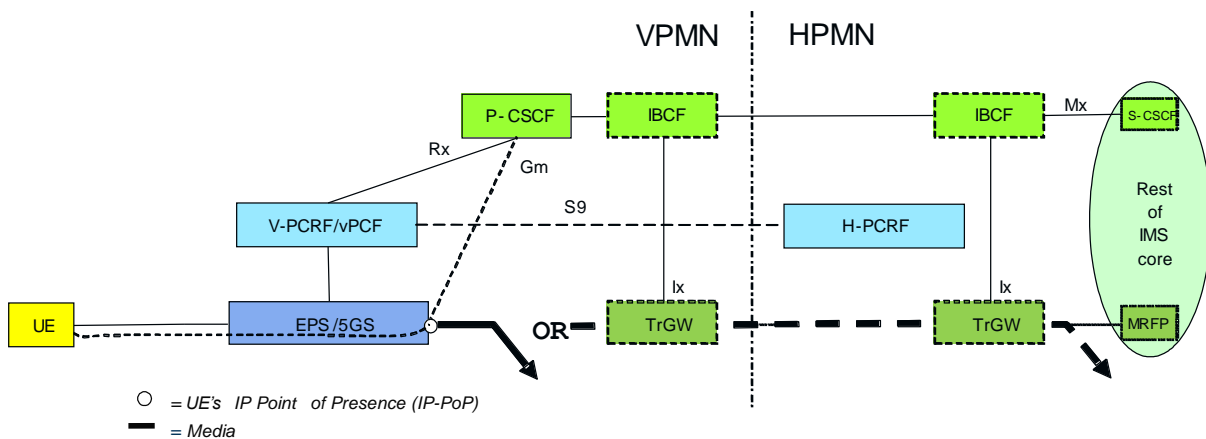 VPMN
HPMN
P-CSCF
IBCF
IBCF
Mx
S-CSCF
Rx
Gm
Rest
of
IMS
core
V-PCRF/vPCF
S9
H-PCRF
Ix
Ix
UE
EPS/5GS
OR
TrGW
TrGW
MRFP
= UE's IP Point of Presence (IP-PoP)
= Media